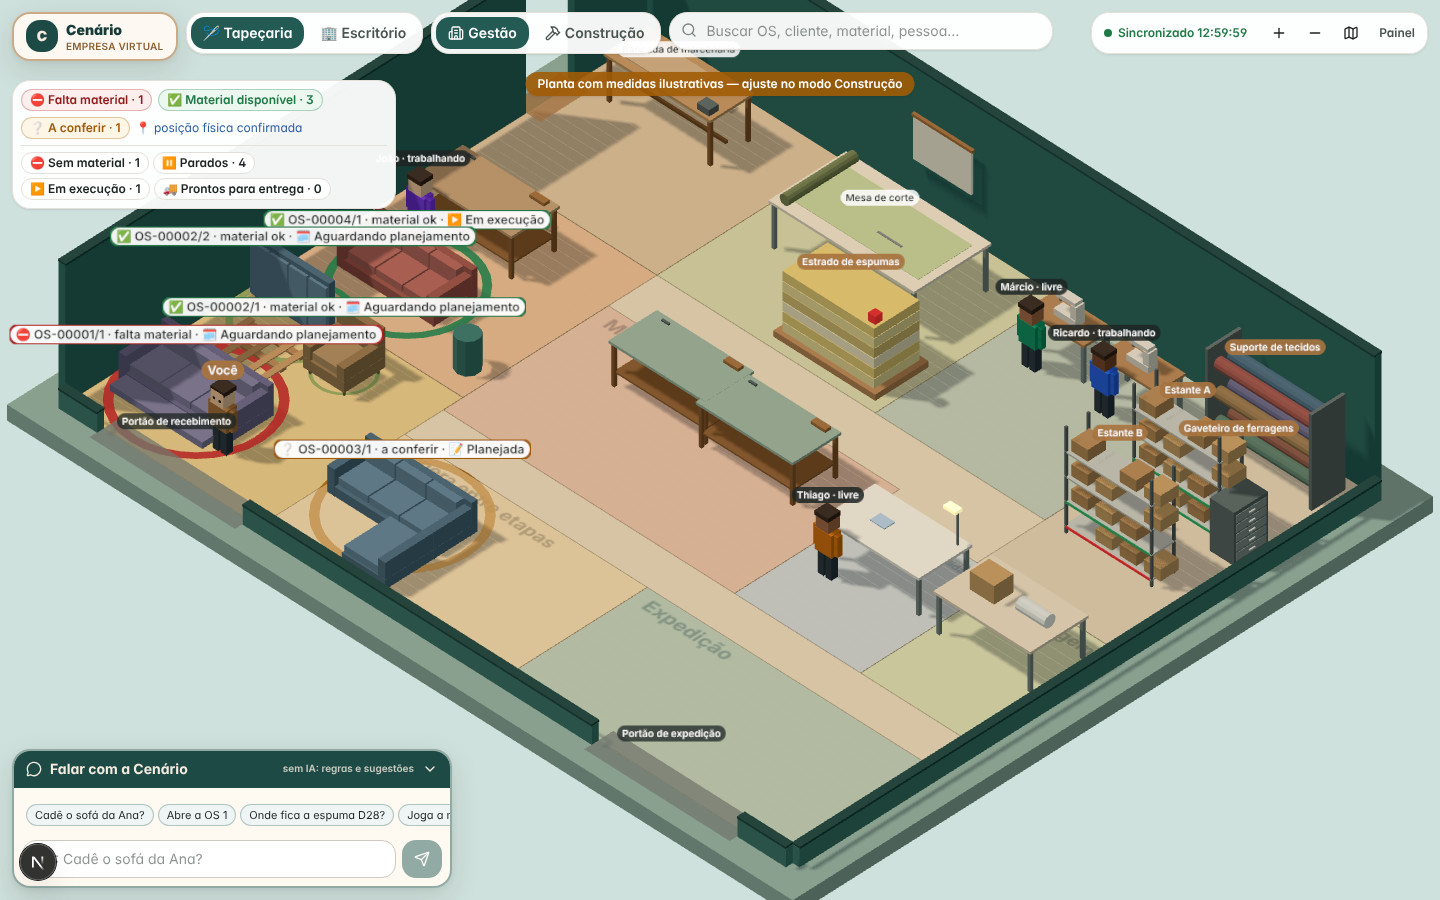 C
Cenário
EMPRESA VIRTUAL
Tapeçaria
Escritório
Gestão
Construção
Buscar OS, cliente, material, pessoa...
Sincronizado 12:59:59
Painel
Bancada de marcenaria
Planta com medidas ilustrativas — ajuste no modo Construção
Falta material · 1
Material disponível · 3
A conferir · 1
posição física confirmada
Sem material · 1
Parados · 4
Em execução · 1
Prontos para entrega · 0
João · trabalhando
Mesa de corte
OS-00004/1 · material ok · Em execução
OS-00002/2 · material ok · Aguardando planejamento
Estrado de espumas
Márcio · livre
OS-00002/1 · material ok · Aguardando planejamento
OS-00001/1 · falta material · Aguardando planejamento
Ricardo · trabalhando
Suporte de tecidos
Você
Estante A
Portão de recebimento
Estante B
Gaveteiro de ferragens
OS-00003/1 · a conferir · Planejada
etapas
Thiago · livre
Expedição
Portão de expedição
Falar com a Cenário
sem IA: regras e sugestões
Cadê o sofá da Ana?
Abre a OS 1
Onde fica a espuma D28?
Joga a
Cadê o sofá da Ana?
N